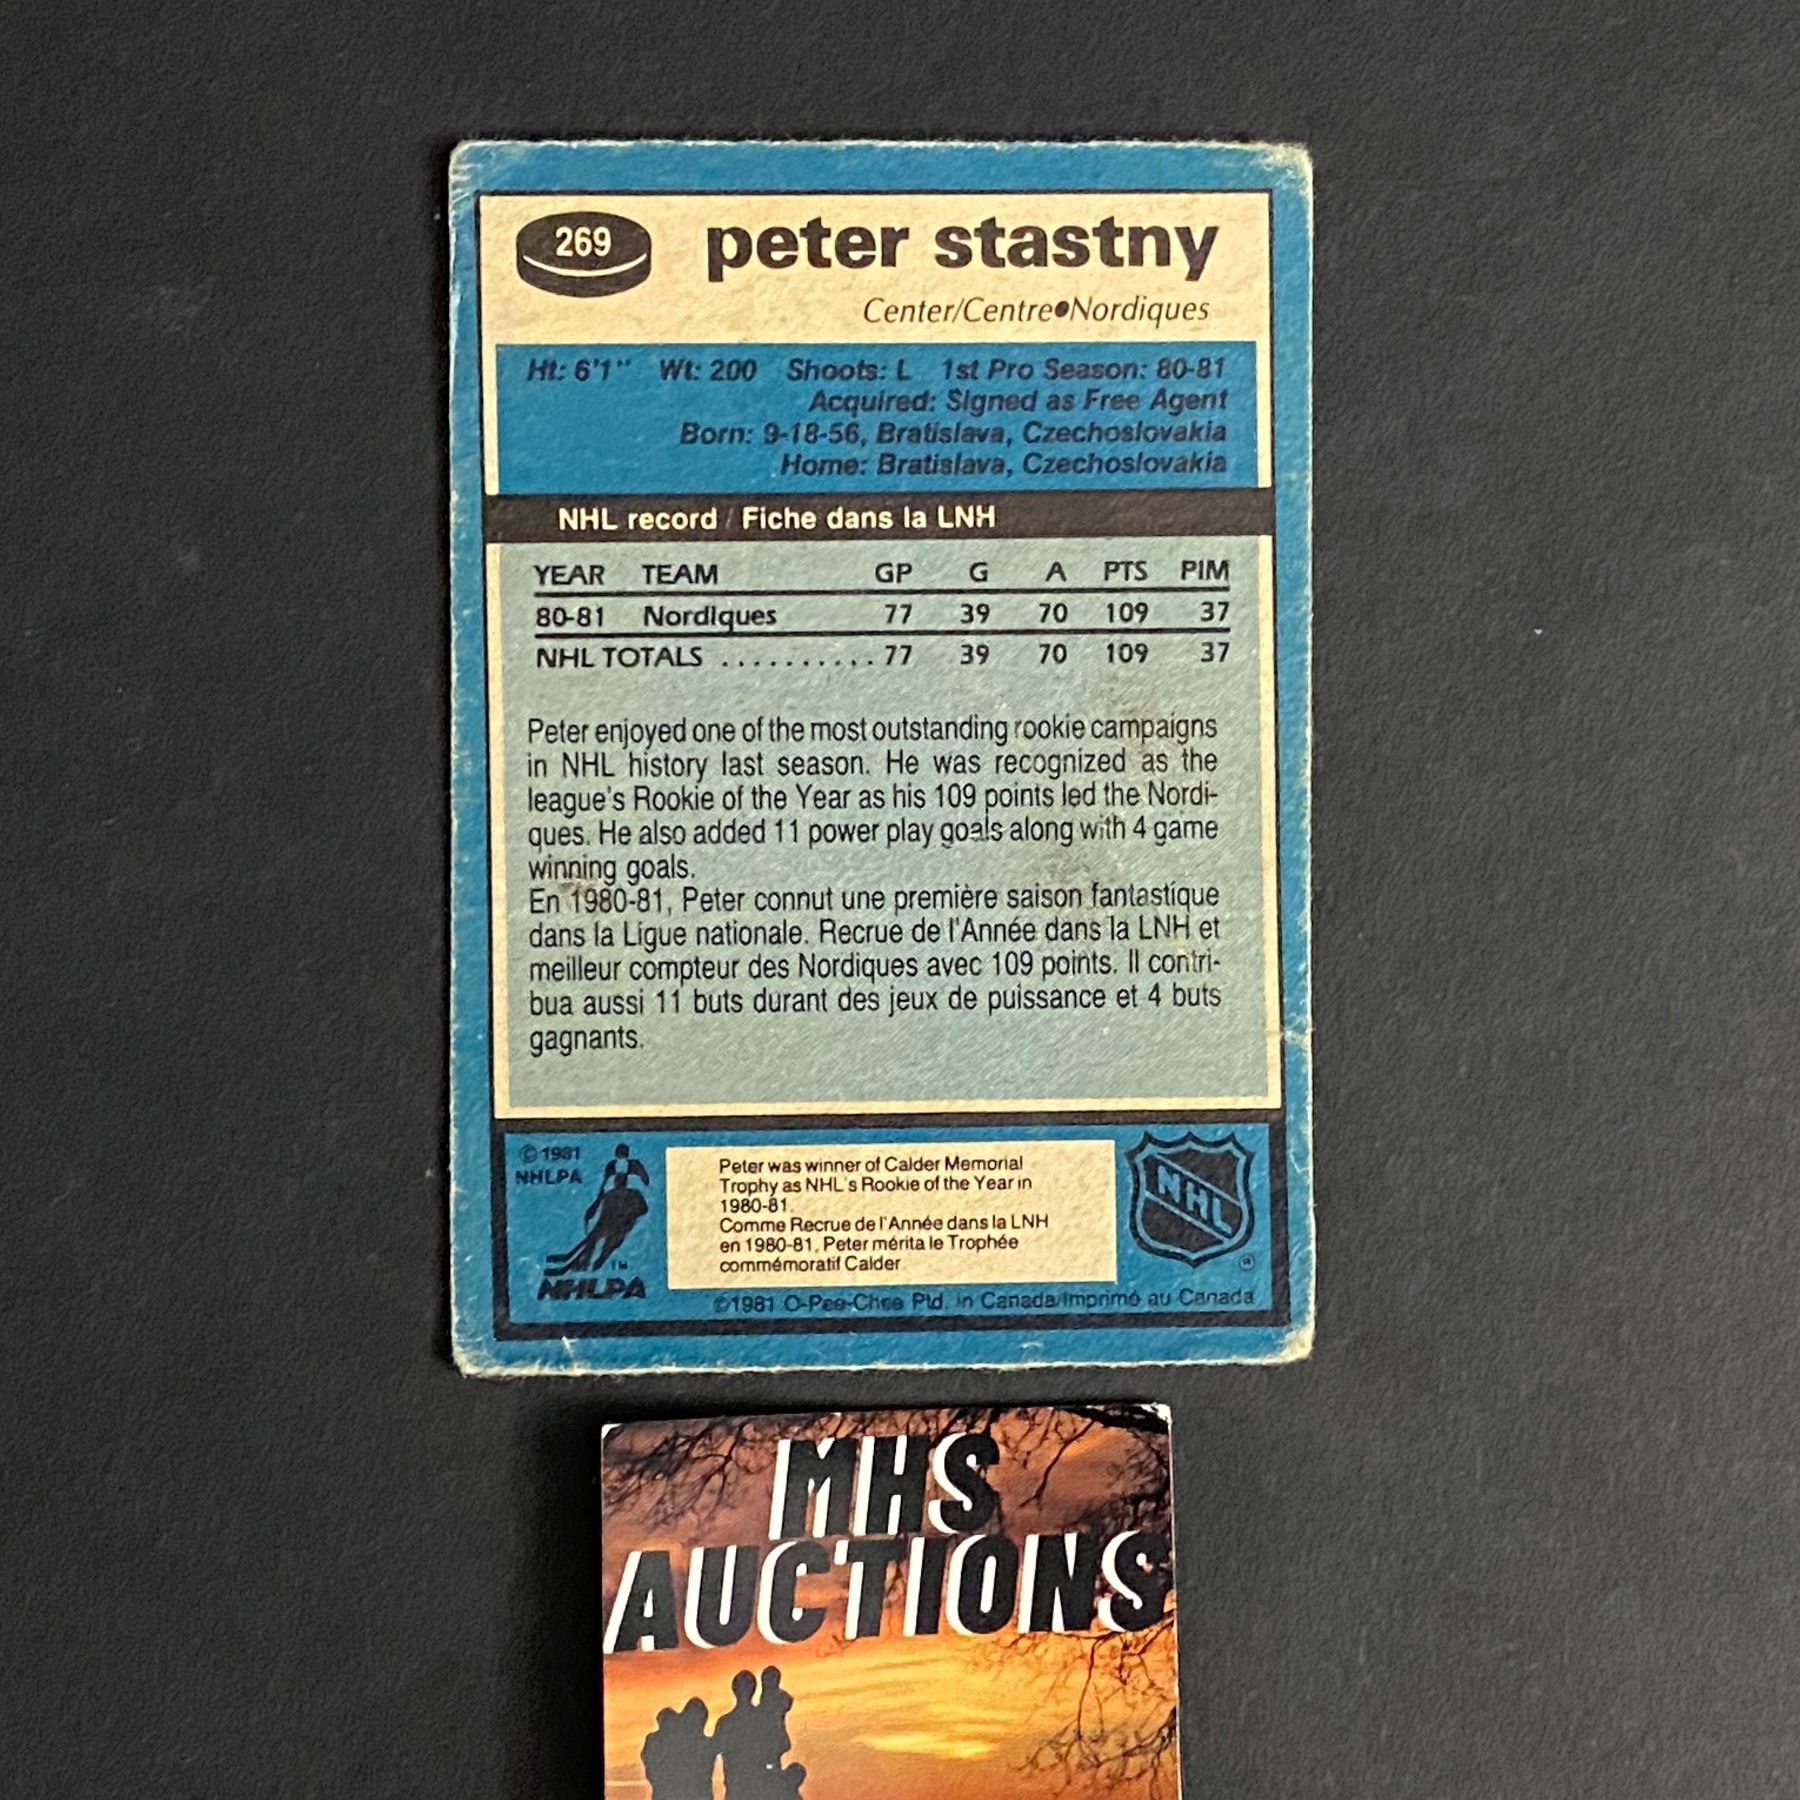 269
peter stastny
Center/Centre●Nordiques
Ht: 6'1" Wt: 200 Shoots: L 1st Pro Season: 80-81
Acquired: Signed as Free Agent
Born: 9-18-56, Bratislava, Czechoslovakia
Home: Bratislava, Czechoslovakia
NHL record / Fiche dans la LNH
YEAR TEAM GP G A PTS PIM
80-81 Nordiques 77 39 70 109 37
NHL TOTALS .......... 77 39 70 109 37
Peter enjoyed one of the most outstanding rookie campaigns
in NHL history last season. He was recognized as the
league's Rookie of the Year as his 109 points led the Nordi-
ques. He also added 11 power play goals along with 4 game
winning goals.
En 1980-81, Peter connut une première saison fantastique
dans la Ligue nationale. Recrue de l'Année dans la LNH et
meilleur compteur des Nordiques avec 109 points. Il contri-
bua aussi 11 buts durant des jeux de puissance et 4 buts
gagnants.
©1981
NHLPA
TM
NHLPA
Peter was winner of Calder Memorial
Trophy as NHL's Rookie of the Year in
1980-81.
Comme Recrue de l'Année dans la LNH
en 1980-81, Peter mérita le Trophée
commémoratif Calder
NHL
®
©1981 O-Pee-Chee Ptd. in Canada/Imprimé au Canada
MHS
AUCTIONS